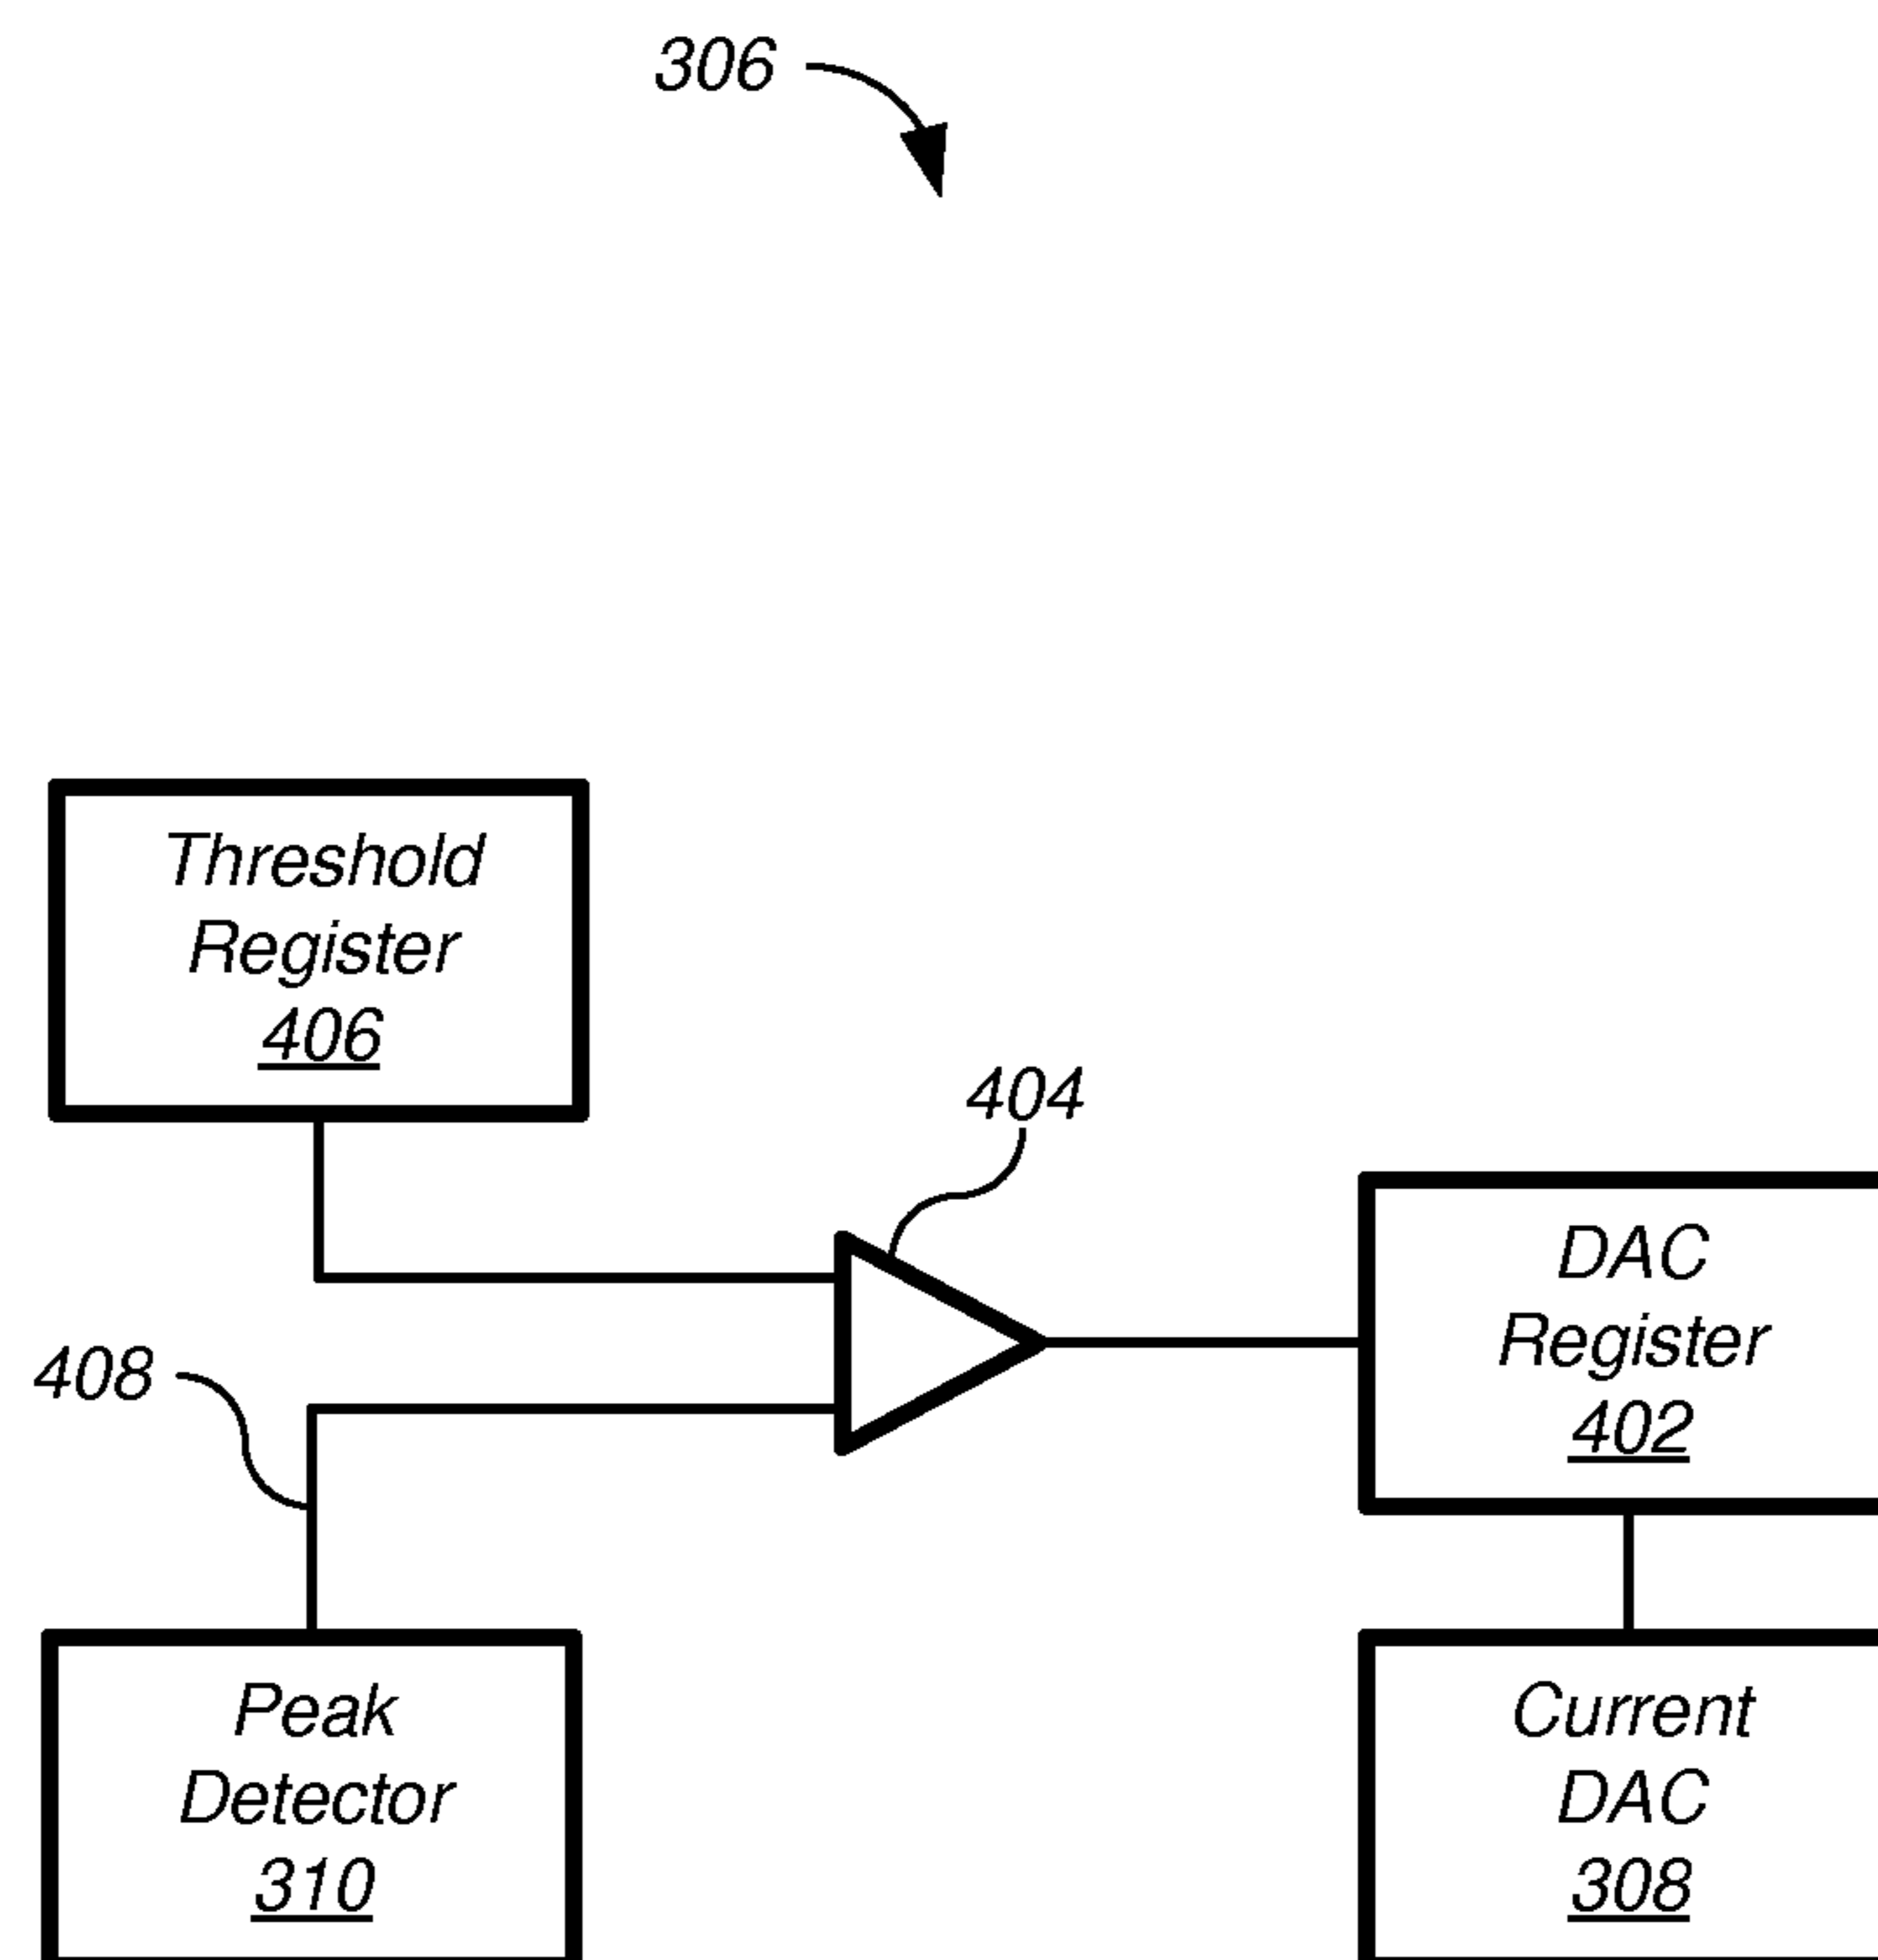 306
Threshold
Register
406
404
DAC
Register
402
408
Peak
Detector
310
Current
DAC
308